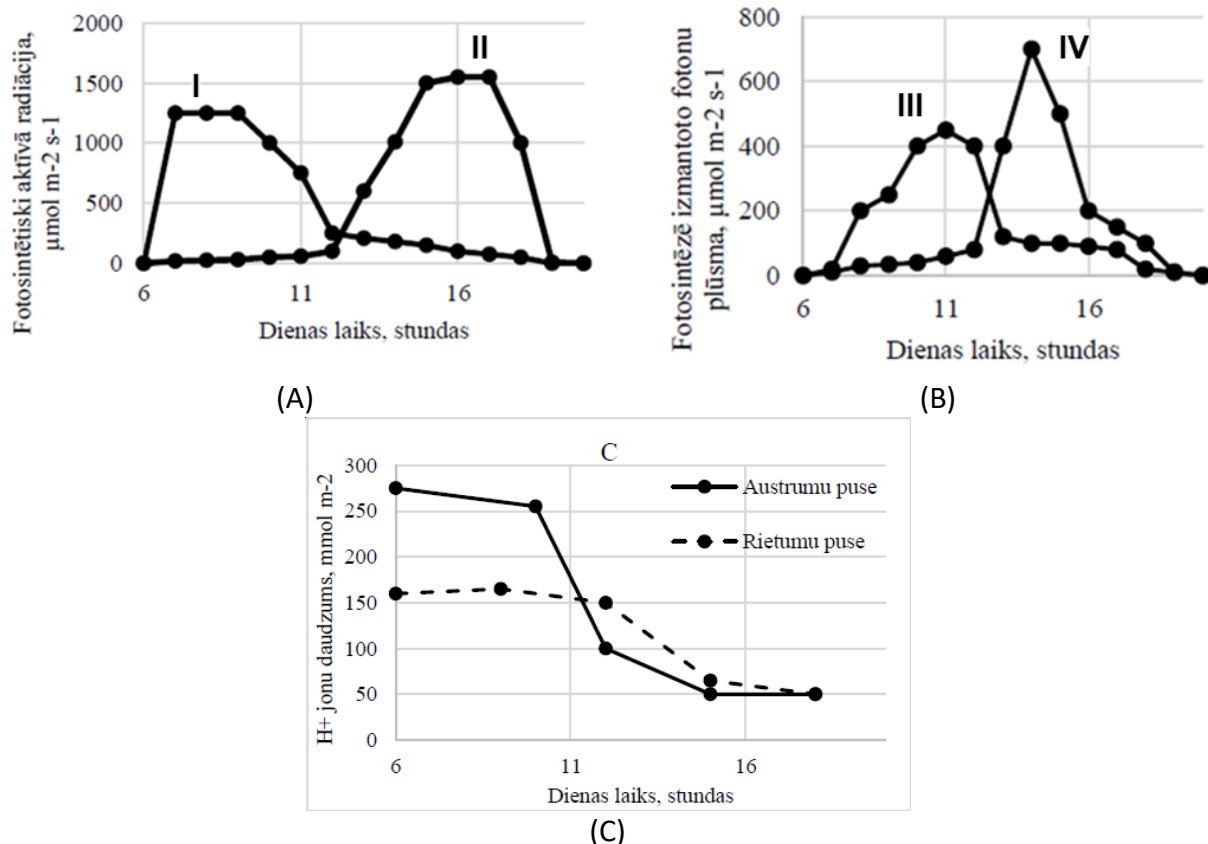 Fotosintētiski aktīvā radiācija,
µmol m-2 s-1
2000
1500
1000
500
0
I
II
6
11
16
Dienas laiks, stundas
(A)
Fotosintēzē izmantoto fotonu
plūsma, µmol m-2 s-1
800
600
400
200
0
III
IV
6
11
16
Dienas laiks, stundas
(B)
C
H+ jonu daudzums, mmol m-2
300
250
200
150
100
50
0
Austrumu puse
Rietumu puse
6
11
16
Dienas laiks, stundas
(C)